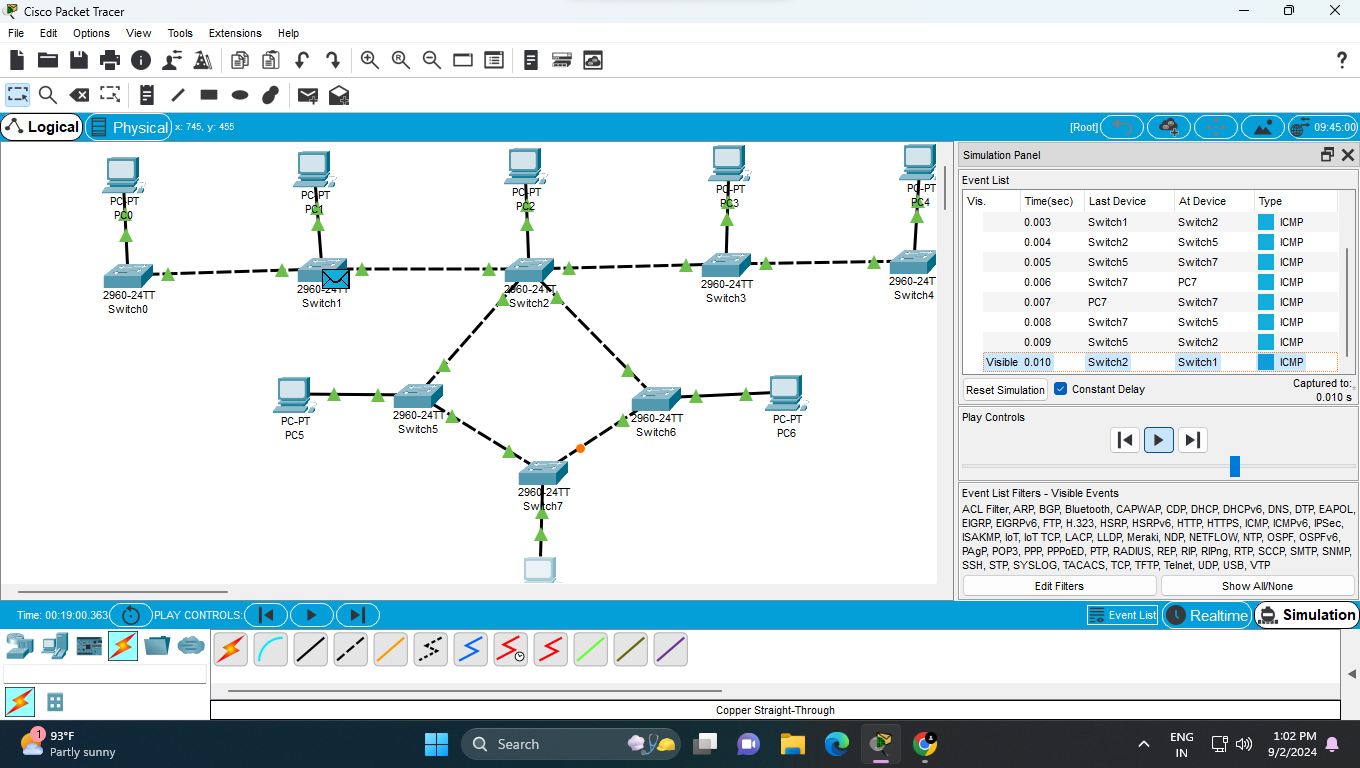 Cisco Packet Tracer
File Edit Options View Tools Extensions Help
Logical Physical x: 745, y: 455 [Root] 09:45:00
PC-PT
PC0
PC-PT
PC1
PC-PT
PC2
PC-PT
PC3
PC-PT
PC4
2960-24TT
Switch0
2960-24TT
Switch1
2960-24TT
Switch2
2960-24TT
Switch3
2960-24T
Switch4
PC-PT
PC5
2960-24TT
Switch5
2960-24TT
Switch6
PC-PT
PC6
2960-24TT
Switch7
Simulation Panel
Event List
Vis. Time(sec) Last Device At Device Type
0.003 Switch1 Switch2 ICMP
0.004 Switch2 Switch5 ICMP
0.005 Switch5 Switch7 ICMP
0.006 Switch7 PC7 ICMP
0.007 PC7 Switch7 ICMP
0.008 Switch7 Switch5 ICMP
0.009 Switch5 Switch2 ICMP
Visible 0.010 Switch2 Switch1 ICMP
Reset Simulation Constant Delay Captured to:
0.010 s
Play Controls
Event List Filters - Visible Events
ACL Filter, ARP, BGP, Bluetooth, CAPWAP, CDP, DHCP, DHCPv6, DNS, DTP, EAPOL,
EIGRP, EIGRPv6, FTP, H.323, HSRP, HSRPv6, HTTP, HTTPS, ICMP, ICMPv6, IPSec,
ISAKMP, IoT, IoT TCP, LACP, LLDP, Meraki, NDP, NETFLOW, NTP, OSPF, OSPFv6,
PAgP, POP3, PPP, PPPoED, PTP, RADIUS, REP, RIP, RIPng, RTP, SCCP, SMTP, SNMP,
SSH, STP, SYSLOG, TACACS, TCP, TFTP, Telnet, UDP, USB, VTP
Edit Filters Show All/None
Time: 00:19:00.363 PLAY CONTROLS: Event List Realtime Simulation
Copper Straight-Through
1 93°F
Partly sunny
Search
ENG
IN
1:02 PM
9/2/2024